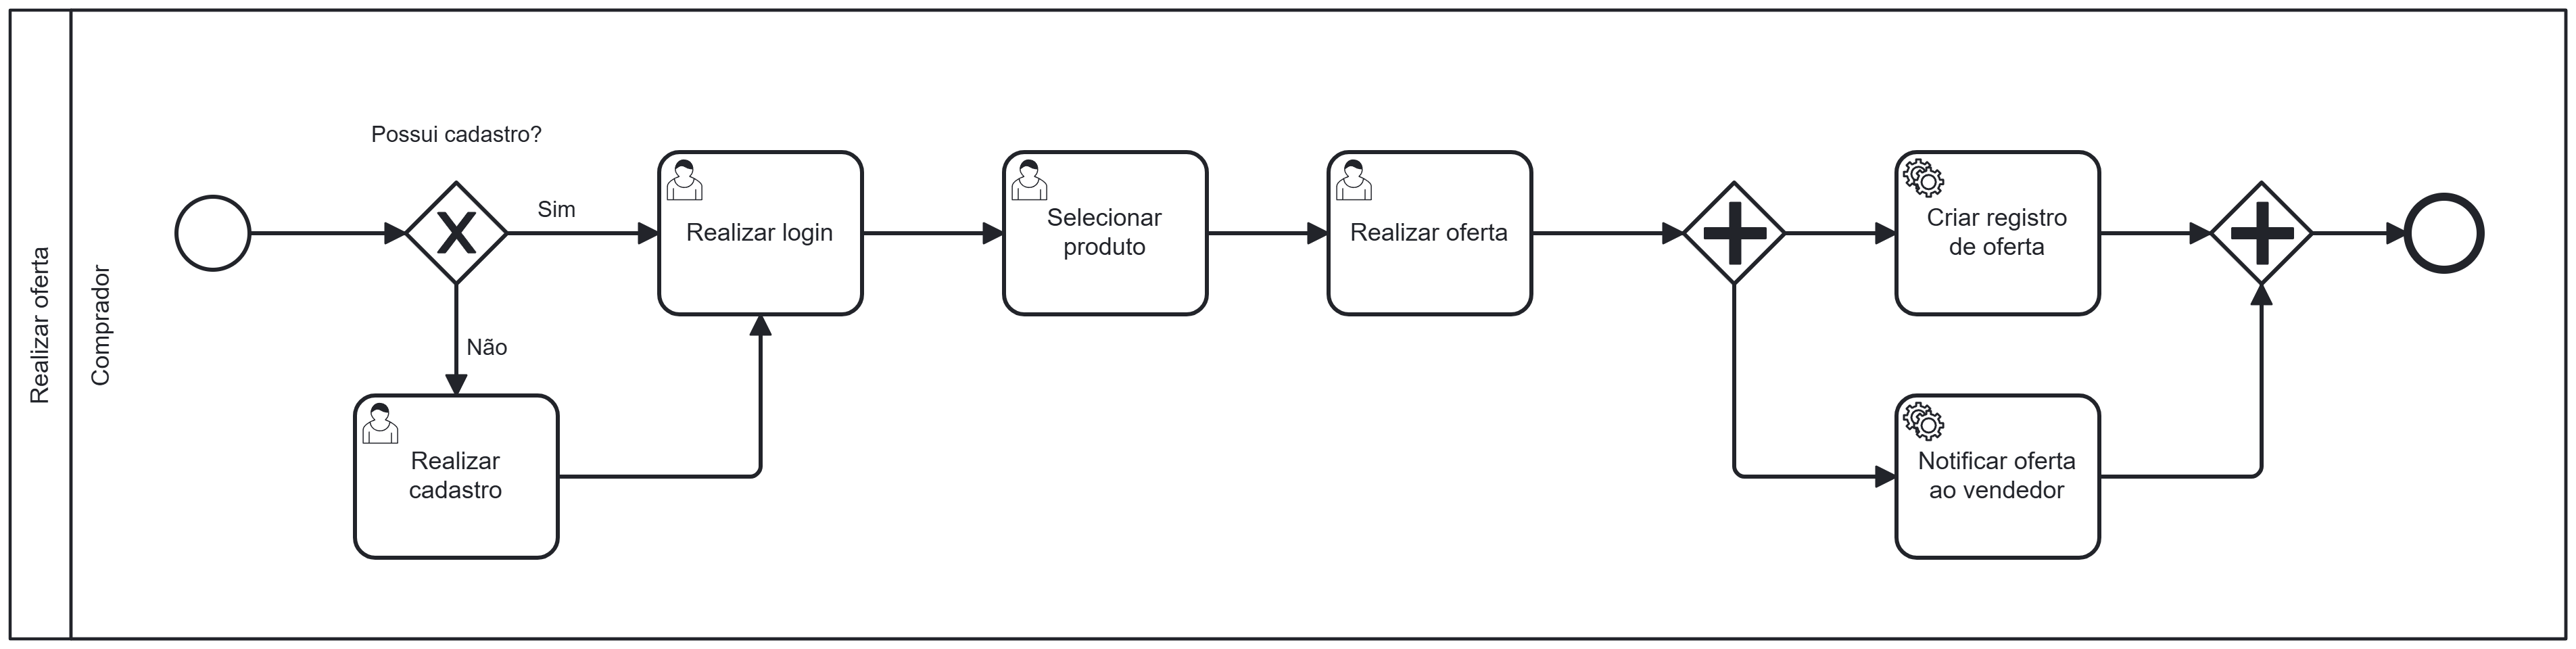 Realizar oferta
Comprador
Possui cadastro?
Sim
Não
Realizar login
Realizar
cadastro
Selecionar
produto
Realizar oferta
Criar registro
de oferta
Notificar oferta
ao vendedor